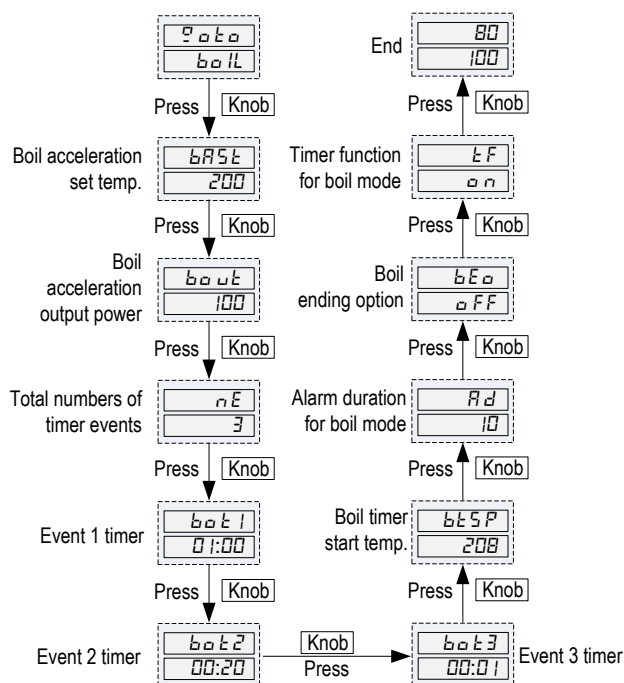 boIL
Press Knob
Boil acceleration
set temp.
bASt
200
Press Knob
Boil
acceleration
output power
bout
100
Press Knob
Total numbers of
timer events
nE
3
Press Knob
Event 1 timer
bot1
01:00
Press Knob
Event 2 timer
bot2
00:20
Knob
Press
bot3
00:01
Event 3 timer
Press Knob
Boil timer
start temp.
btSP
208
Press Knob
Alarm duration
for boil mode
Ad
10
Press Knob
Boil
ending option
bEo
oFF
Press Knob
Timer function
for boil mode
tF
on
Press Knob
End
80
100